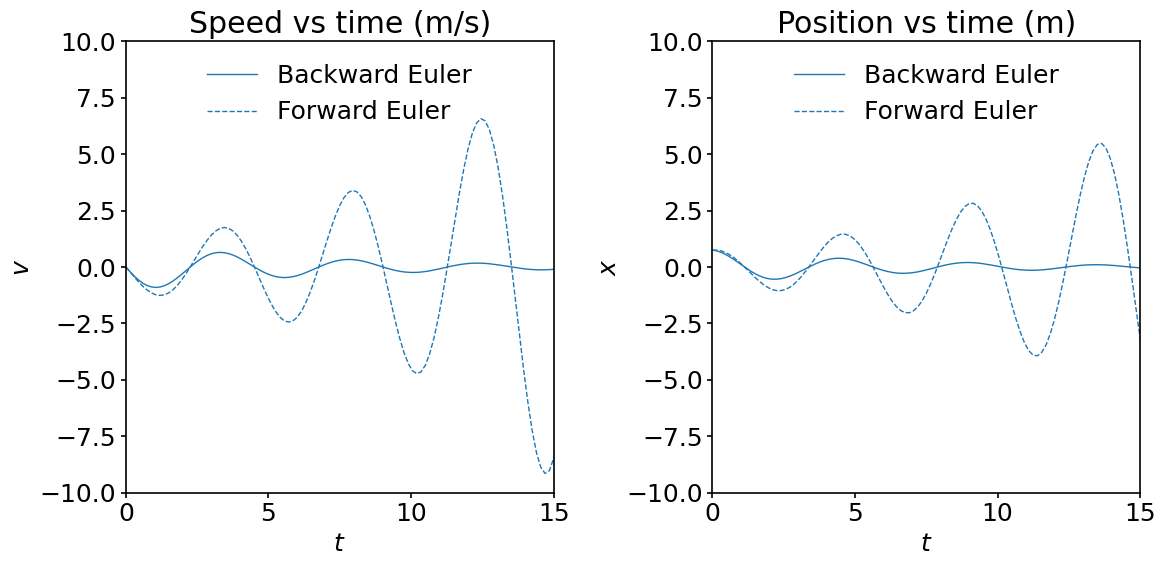 Speed vs time (m/s)
10.0
7.5
5.0
2.5
0.0
−2.5
−5.0
−7.5
−10.0
v
Backward Euler
Forward Euler
0 5 10 15
t
Position vs time (m)
10.0
7.5
5.0
2.5
0.0
−2.5
−5.0
−7.5
−10.0
x
Backward Euler
Forward Euler
0 5 10 15
t